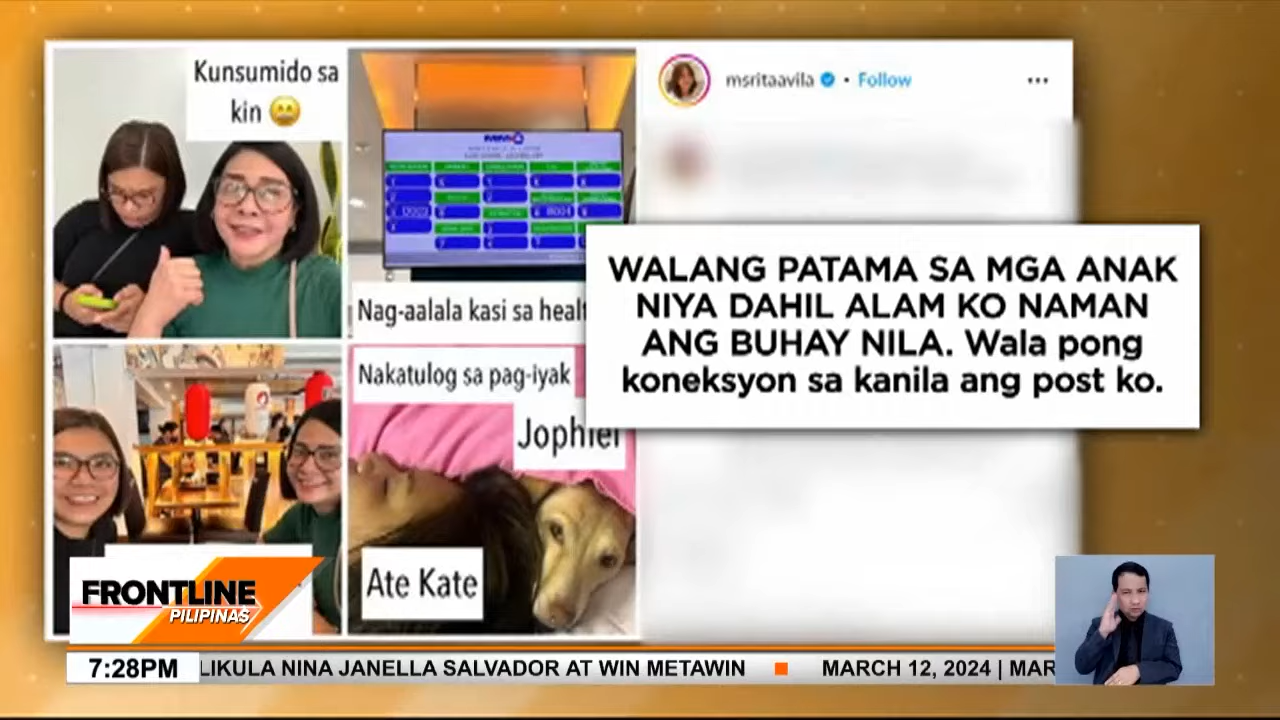 Kunsumido sa
kin
Nag-aalala kasi sa healt
Nakatulog sa pag-iyak
Jophiel
Ate Kate
msritaavila • Follow
WALANG PATAMA SA MGA ANAK
NIYA DAHIL ALAM KO NAMAN
ANG BUHAY NILA. Wala pong
koneksyon sa kanila ang post ko.
FRONTLINE
PILIPINAS
7:28PM
LIKULA NINA JANELLA SALVADOR AT WIN METAWIN ■ MARCH 12, 2024 | MAR